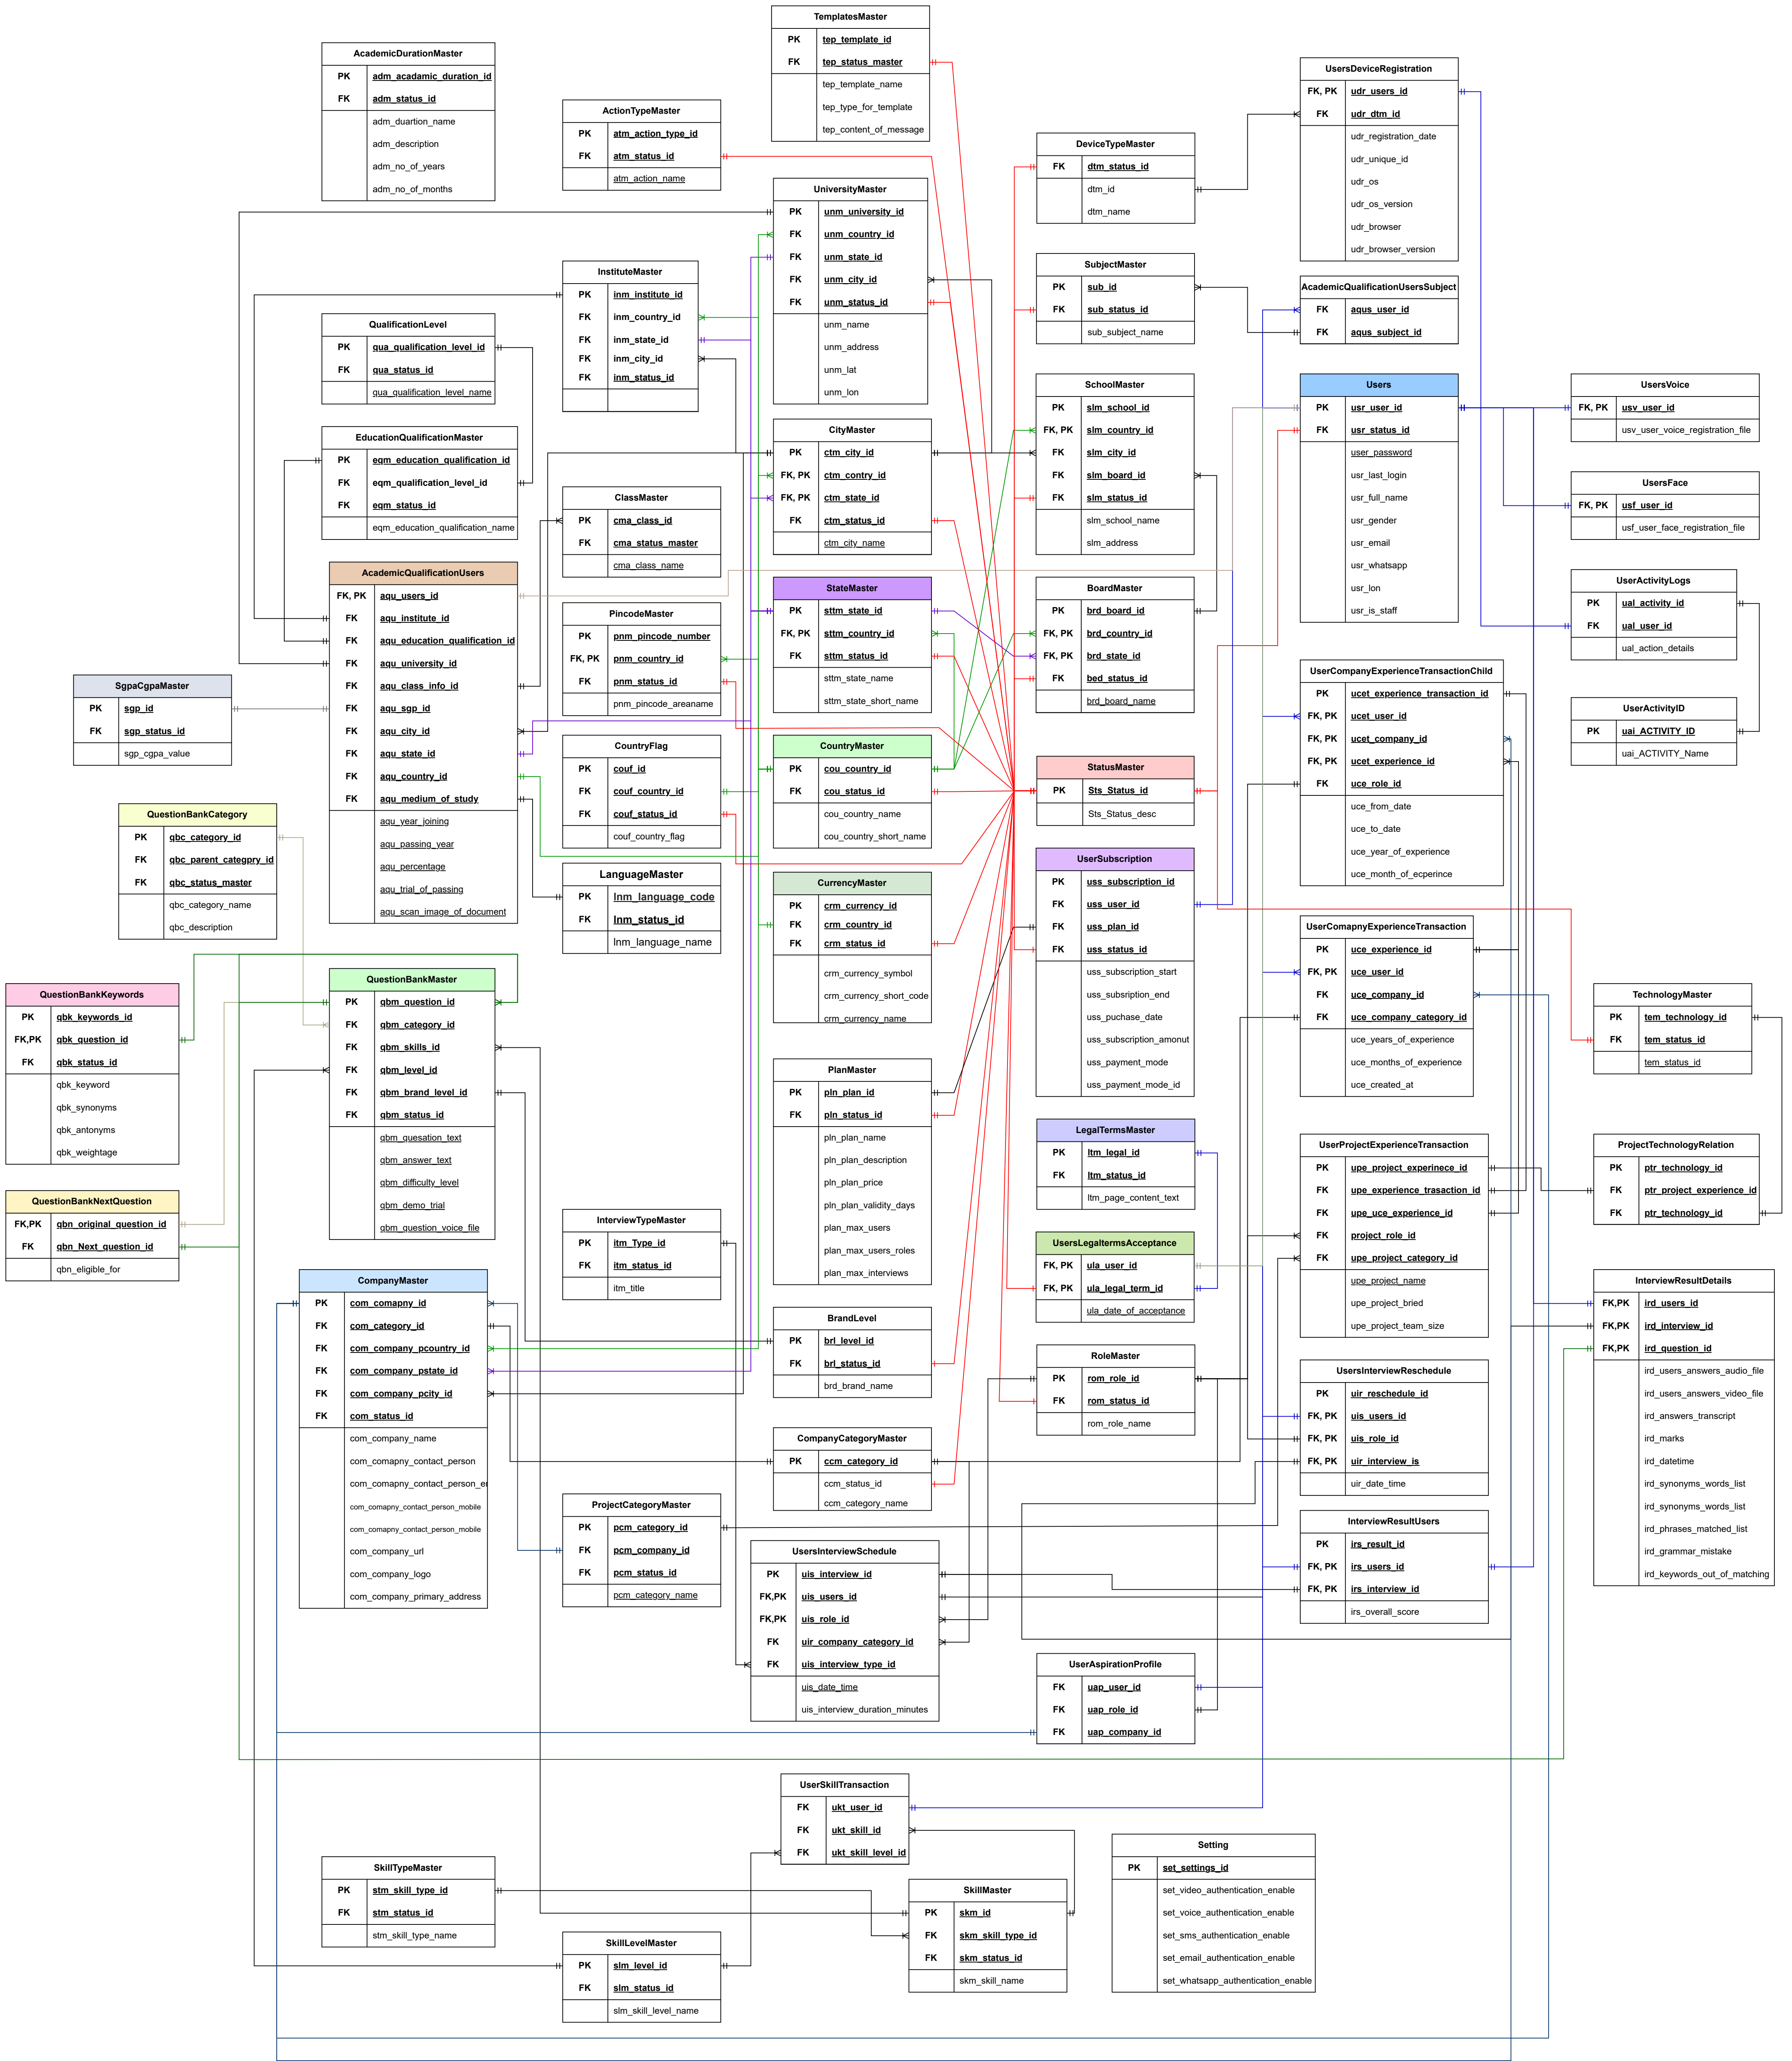 TemplatesMaster
PK tep_template_id
FK tep_status_master
tep_template_name
tep_type_for_template
tep_content_of_message
AcademicDurationMaster
PK adm_acadamic_duration_id
FK adm_status_id
adm_duartion_name
adm_description
adm_no_of_years
adm_no_of_months
ActionTypeMaster
PK atm_action_type_id
FK atm_status_id
atm_action_name
UsersDeviceRegistration
FK, PK udr_users_id
FK udr_dtm_id
udr_registration_date
udr_unique_id
udr_os
udr_os_version
udr_browser
udr_browser_version
DeviceTypeMaster
FK dtm_status_id
dtm_id
dtm_name
UniversityMaster
PK unm_university_id
FK unm_country_id
FK unm_state_id
FK unm_city_id
FK unm_status_id
unm_name
unm_address
unm_lat
unm_lon
SubjectMaster
PK sub_id
FK sub_status_id
sub_subject_name
AcademicQualificationUsersSubject
FK aqus_user_id
FK aqus_subject_id
InstituteMaster
PK inm_institute_id
FK inm_country_id
FK inm_state_id
FK inm_city_id
FK inm_status_id
QualificationLevel
PK qua_qualification_level_id
FK qua_status_id
qua_qualification_level_name
SchoolMaster
PK slm_school_id
FK, PK slm_country_id
FK slm_city_id
FK slm_board_id
FK slm_status_id
slm_school_name
slm_address
Users
PK usr_user_id
FK usr_status_id
user_password
usr_last_login
usr_full_name
usr_gender
usr_email
usr_whatsapp
usr_lon
usr_is_staff
UsersVoice
FK, PK usv_user_id
usv_user_voice_registration_file
UsersFace
FK, PK usf_user_id
usf_user_face_registration_file
EducationQualificationMaster
PK eqm_education_qualification_id
FK eqm_qualification_level_id
FK eqm_status_id
eqm_education_qualification_name
CityMaster
PK ctm_city_id
FK, PK ctm_contry_id
FK, PK ctm_state_id
FK ctm_status_id
ctm_city_name
ClassMaster
PK cma_class_id
FK cma_status_master
cma_class_name
AcademicQualificationUsers
FK, PK aqu_users_id
FK aqu_institute_id
FK aqu_education_qualification_id
FK aqu_university_id
FK aqu_class_info_id
FK aqu_sgp_id
FK aqu_city_id
FK aqu_state_id
FK aqu_country_id
FK aqu_medium_of_study
aqu_year_joining
aqu_passing_year
aqu_percentage
aqu_trial_of_passing
aqu_scan_image_of_document
StateMaster
PK sttm_state_id
FK, PK sttm_country_id
FK sttm_status_id
sttm_state_name
sttm_state_short_name
BoardMaster
PK brd_board_id
FK, PK brd_country_id
FK, PK brd_state_id
FK bed_status_id
brd_board_name
UserActivityLogs
PK ual_activity_id
FK ual_user_id
ual_action_details
PincodeMaster
PK pnm_pincode_number
FK, PK pnm_country_id
FK pnm_status_id
pnm_pincode_areaname
SgpaCgpaMaster
PK sgp_id
FK sgp_status_id
sgp_cgpa_value
UserCompanyExperienceTransactionChild
PK ucet_experience_transaction_id
FK, PK ucet_user_id
FK, PK ucet_company_id
FK, PK ucet_experience_id
FK uce_role_id
uce_from_date
uce_to_date
uce_year_of_experience
uce_month_of_ecperince
UserActivityID
PK uai_ACTIVITY_ID
uai_ACTIVITY_Name
CountryFlag
PK couf_id
FK couf_country_id
FK couf_status_id
couf_country_flag
CountryMaster
PK cou_country_id
FK cou_status_id
cou_country_name
cou_country_short_name
StatusMaster
PK Sts_Status_id
Sts_Status_desc
QuestionBankCategory
PK qbc_category_id
FK qbc_parent_categpry_id
FK qbc_status_master
qbc_category_name
qbc_description
LanguageMaster
PK lnm_language_code
FK lnm_status_id
lnm_language_name
CurrencyMaster
PK crm_currency_id
FK crm_country_id
FK crm_status_id
crm_currency_symbol
crm_currency_short_code
crm_currency_name
UserSubscription
PK uss_subscription_id
FK uss_user_id
FK uss_plan_id
FK uss_status_id
uss_subscription_start
uss_subsription_end
uss_puchase_date
uss_subscription_amonut
uss_payment_mode
uss_payment_mode_id
UserComapnyExperienceTransaction
PK uce_experience_id
FK, PK uce_user_id
FK uce_company_id
FK uce_company_category_id
uce_years_of_experience
uce_months_of_experience
uce_created_at
QuestionBankKeywords
PK qbk_keywords_id
FK,PK qbk_question_id
FK qbk_status_id
qbk_keyword
qbk_synonyms
qbk_antonyms
qbk_weightage
QuestionBankMaster
PK qbm_question_id
FK qbm_category_id
FK qbm_skills_id
FK qbm_level_id
FK qbm_brand_level_id
FK qbm_status_id
qbm_quesation_text
qbm_answer_text
qbm_difficulty_level
qbm_demo_trial
qbm_question_voice_file
TechnologyMaster
PK tem_technology_id
FK tem_status_id
tem_status_id
PlanMaster
PK pln_plan_id
FK pln_status_id
pln_plan_name
pln_plan_description
pln_plan_price
pln_plan_validity_days
plan_max_users
plan_max_users_roles
plan_max_interviews
LegalTermsMaster
PK ltm_legal_id
FK ltm_status_id
ltm_page_content_text
UserProjectExperienceTransaction
PK upe_project_experinece_id
FK upe_experience_trasaction_id
FK upe_uce_experience_id
FK project_role_id
FK upe_project_category_id
upe_project_name
upe_project_bried
upe_project_team_size
ProjectTechnologyRelation
PK ptr_technology_id
FK ptr_project_experience_id
FK ptr_technology_id
QuestionBankNextQuestion
FK,PK qbn_original_question_id
FK qbn_Next_question_id
qbn_eligible_for
InterviewTypeMaster
PK itm_Type_id
FK itm_status_id
itm_title
UsersLegaltermsAcceptance
FK, PK ula_user_id
FK, PK ula_legal_term_id
ula_date_of_acceptance
CompanyMaster
PK com_comapny_id
FK com_category_id
FK com_company_pcountry_id
FK com_company_pstate_id
FK com_company_pcity_id
FK com_status_id
com_company_name
com_comapny_contact_person
com_comapny_contact_person_e
com_comapny_contact_person_mobile
com_comapny_contact_person_mobile
com_company_url
com_company_logo
com_company_primary_address
InterviewResultDetails
FK,PK ird_users_id
FK,PK ird_interview_id
FK,PK ird_question_id
ird_users_answers_audio_file
ird_users_answers_video_file
ird_answers_transcript
ird_marks
ird_datetime
ird_synonyms_words_list
ird_synonyms_words_list
ird_phrases_matched_list
ird_grammar_mistake
ird_keywords_out_of_matching
BrandLevel
PK brl_level_id
FK brl_status_id
brd_brand_name
RoleMaster
PK rom_role_id
FK rom_status_id
rom_role_name
UsersInterviewReschedule
PK uir_reschedule_id
FK, PK uis_users_id
FK, PK uis_role_id
FK, PK uir_interview_is
uir_date_time
CompanyCategoryMaster
PK ccm_category_id
ccm_status_id
ccm_category_name
ProjectCategoryMaster
PK pcm_category_id
FK pcm_company_id
FK pcm_status_id
pcm_category_name
InterviewResultUsers
PK irs_result_id
FK, PK irs_users_id
FK, PK irs_interview_id
irs_overall_score
UsersInterviewSchedule
PK uis_interview_id
FK,PK uis_users_id
FK,PK uis_role_id
FK uir_company_category_id
FK uis_interview_type_id
uis_date_time
uis_interview_duration_minutes
UserAspirationProfile
FK uap_user_id
FK uap_role_id
FK uap_company_id
UserSkillTransaction
FK ukt_user_id
FK ukt_skill_id
FK ukt_skill_level_id
Setting
PK set_settings_id
set_video_authentication_enable
set_voice_authentication_enable
set_sms_authentication_enable
set_email_authentication_enable
set_whatsapp_authentication_enable
SkillTypeMaster
PK stm_skill_type_id
FK stm_status_id
stm_skill_type_name
SkillMaster
PK skm_id
FK skm_skill_type_id
FK skm_status_id
skm_skill_name
SkillLevelMaster
PK slm_level_id
FK slm_status_id
slm_skill_level_name